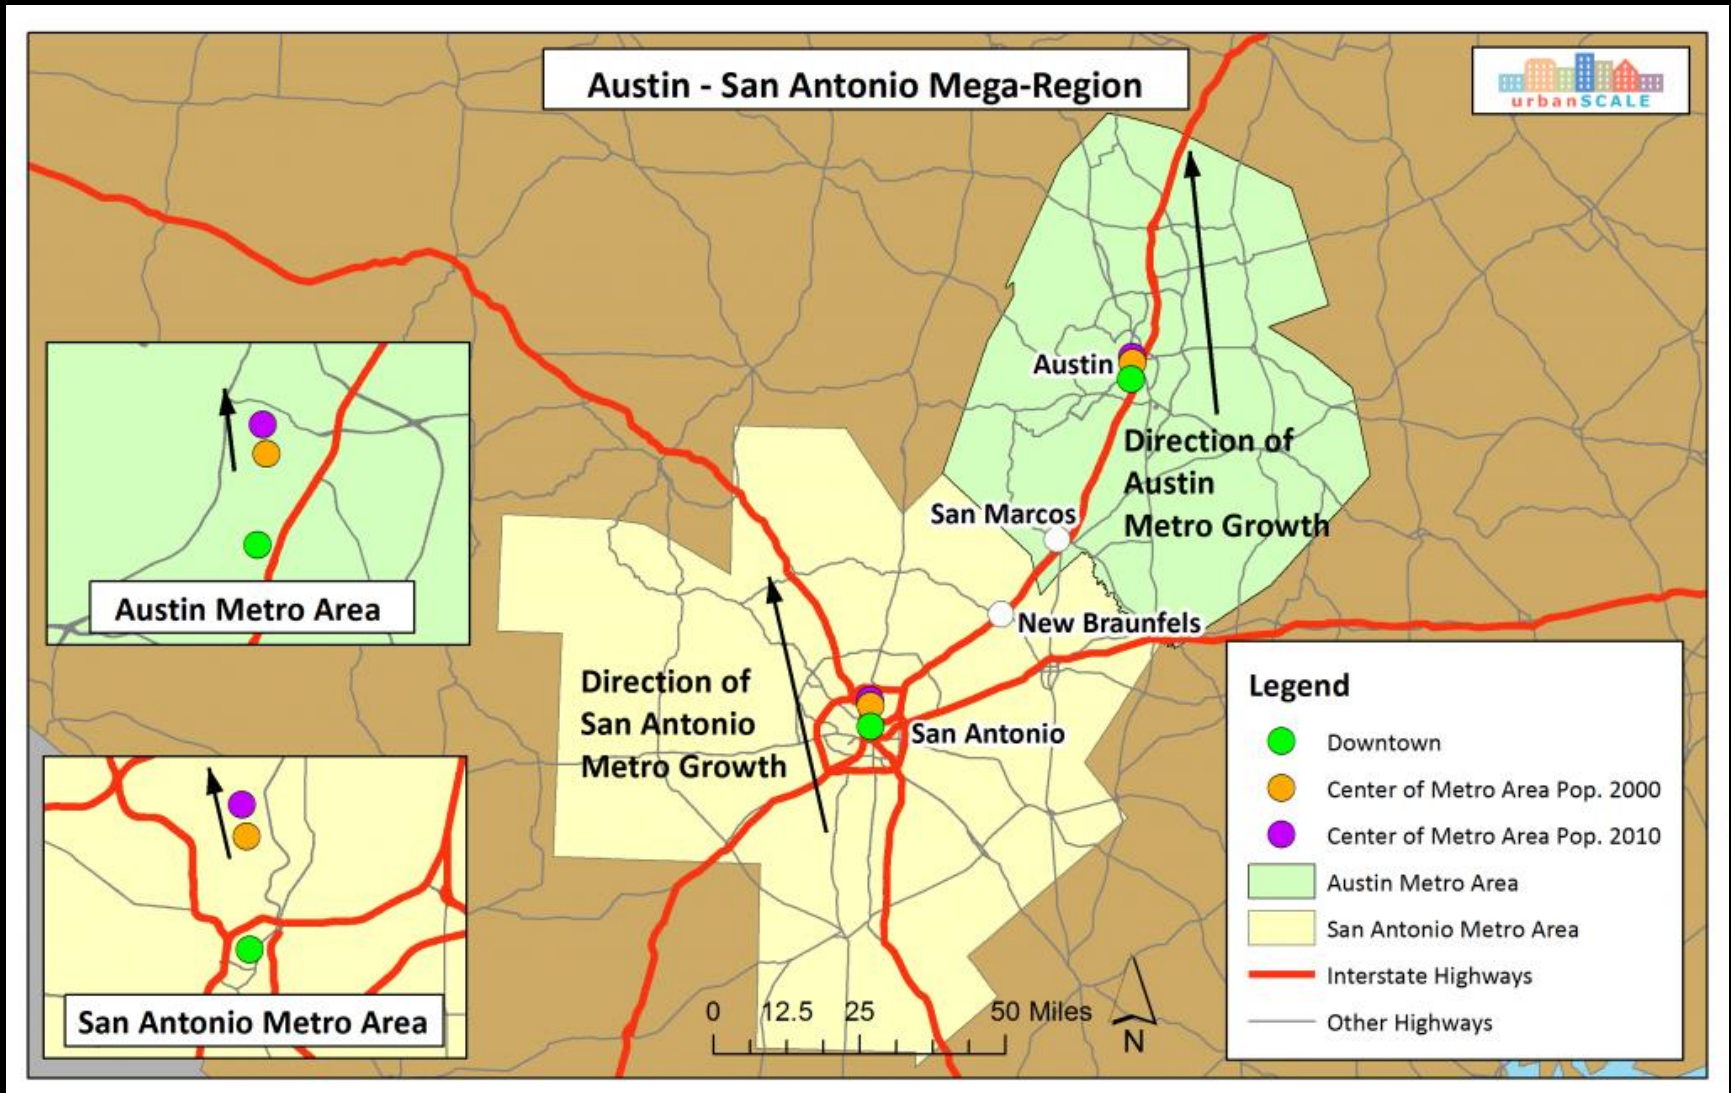 Austin - San Antonio Mega-Region
urbanSCALE
Austin
Direction of
Austin
Metro Growth
San Marcos
New Braunfels
Direction of
San Antonio
Metro Growth
San Antonio
Austin Metro Area
San Antonio Metro Area
0 12.5 25 50 Miles
N
Legend
Downtown
Center of Metro Area Pop. 2000
Center of Metro Area Pop. 2010
Austin Metro Area
San Antonio Metro Area
Interstate Highways
Other Highways